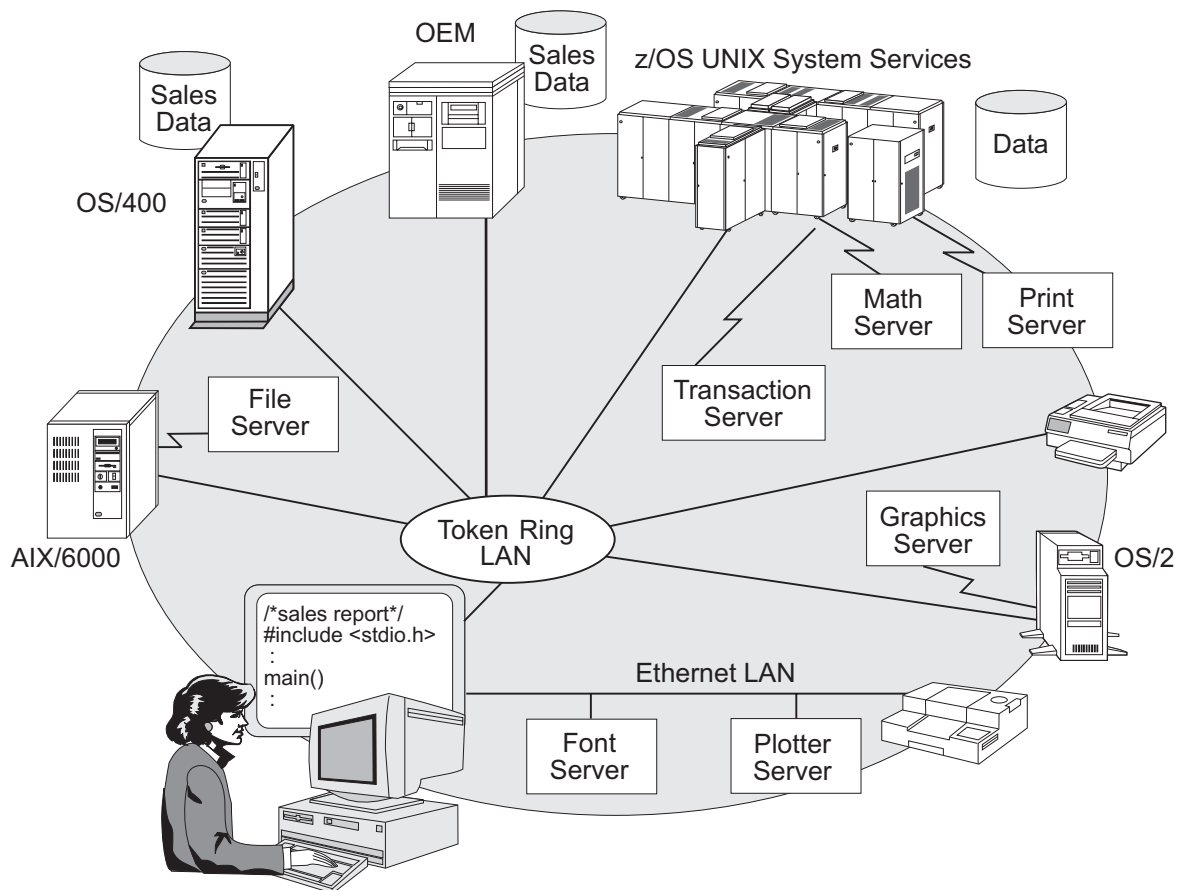 OEM
Sales
Data
z/OS UNIX System Services
Sales
Data
Data
OS/400
Math
Server
Print
Server
File
Server
Transaction
Server
Token Ring
LAN
Graphics
Server
AIX/6000
OS/2
/*sales report*/
#include <stdio.h>
:
main()
:
Ethernet LAN
Font
Server
Plotter
Server